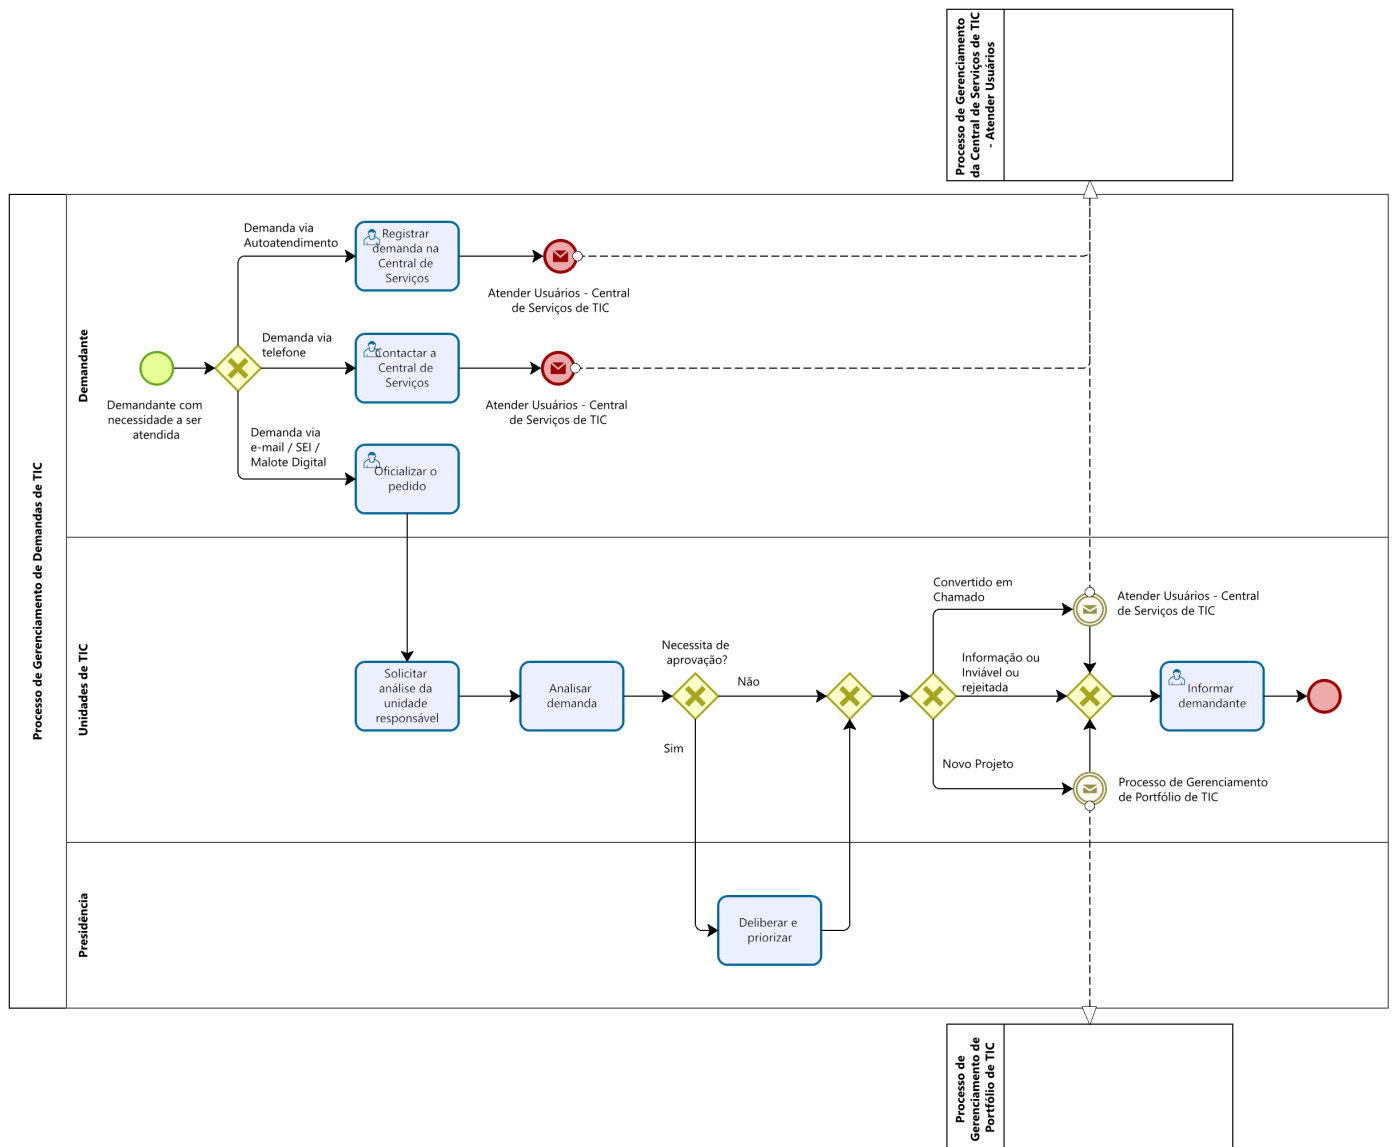 Processo de Gerenciamento
da Central de Serviços de TIC
- Atender Usuários
Processo de Gerenciamento de Demandas de TIC
Demandante
Demandante com
necessidade a ser
atendida
Demanda via
Autoatendimento
Registrar
demanda na
Central de
Serviços
Atender Usuários - Central
de Serviços de TIC
Demanda via
telefone
Contactar a
Central de
Serviços
Atender Usuários - Central
de Serviços de TIC
Demanda via
e-mail / SEI /
Malote Digital
Oficializar o
pedido
Unidades de TIC
Solicitar
análise da
unidade
responsável
Analisar
demanda
Necessita de
aprovação?
Não
Sim
Convertido em
Chamado
Atender Usuários - Central
de Serviços de TIC
Informação ou
Inviável ou
rejeitada
Informar
demandante
Novo Projeto
Processo de Gerenciamento
de Portfólio de TIC
Presidência
Deliberar e
priorizar
Processo de
Gerenciamento de
Portfólio de TIC